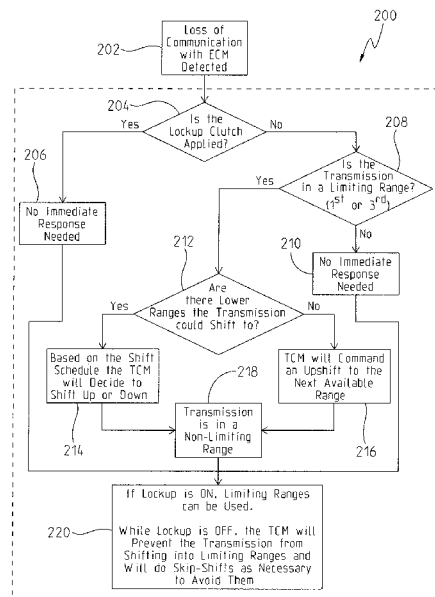 200
202
Loss of
Communication
with ECM
Detected
204
Is the
Lockup Clutch
Applied?
Yes
No
206
No Immediate
Response
Needed
208
Is the
Transmission
in a Limiting Range?
(1st or 3rd)
Yes
No
210
No Immediate
Response
Needed
212
Are
there Lower
Ranges the Transmission
could Shift to?
Yes
No
Based on the Shift
Schedule the TCM
will Decide to
Shift Up or Down
214
218
Transmission
is in a
Non-Limiting
Range
TCM will Command
an Upshift to the
Next Available
Range
216
220
If Lockup is ON, Limiting Ranges
can be Used.
While Lockup is OFF, the TCM will
Prevent the Transmission from
Shifting into Limiting Ranges and
Will do Skip-Shifts as Necessary
to Avoid Them